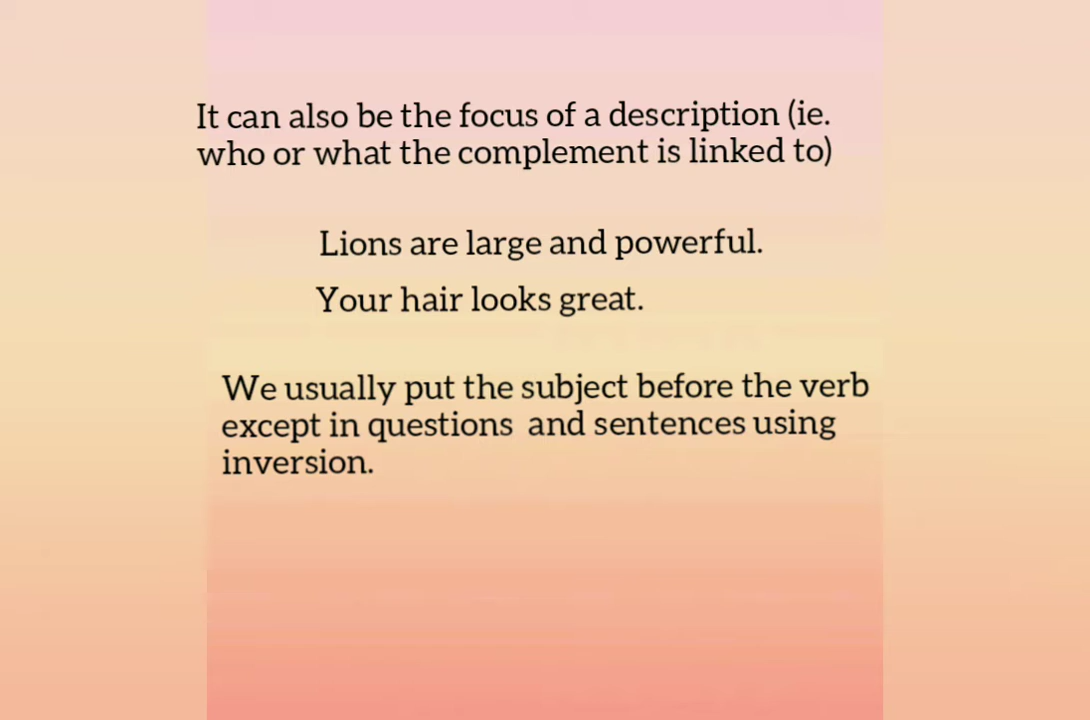 It can also be the focus of a description (ie.
who or what the complement is linked to)
Lions are large and powerful.
Your hair looks great.
We usually put the subject before the verb
except in questions and sentences using
inversion.